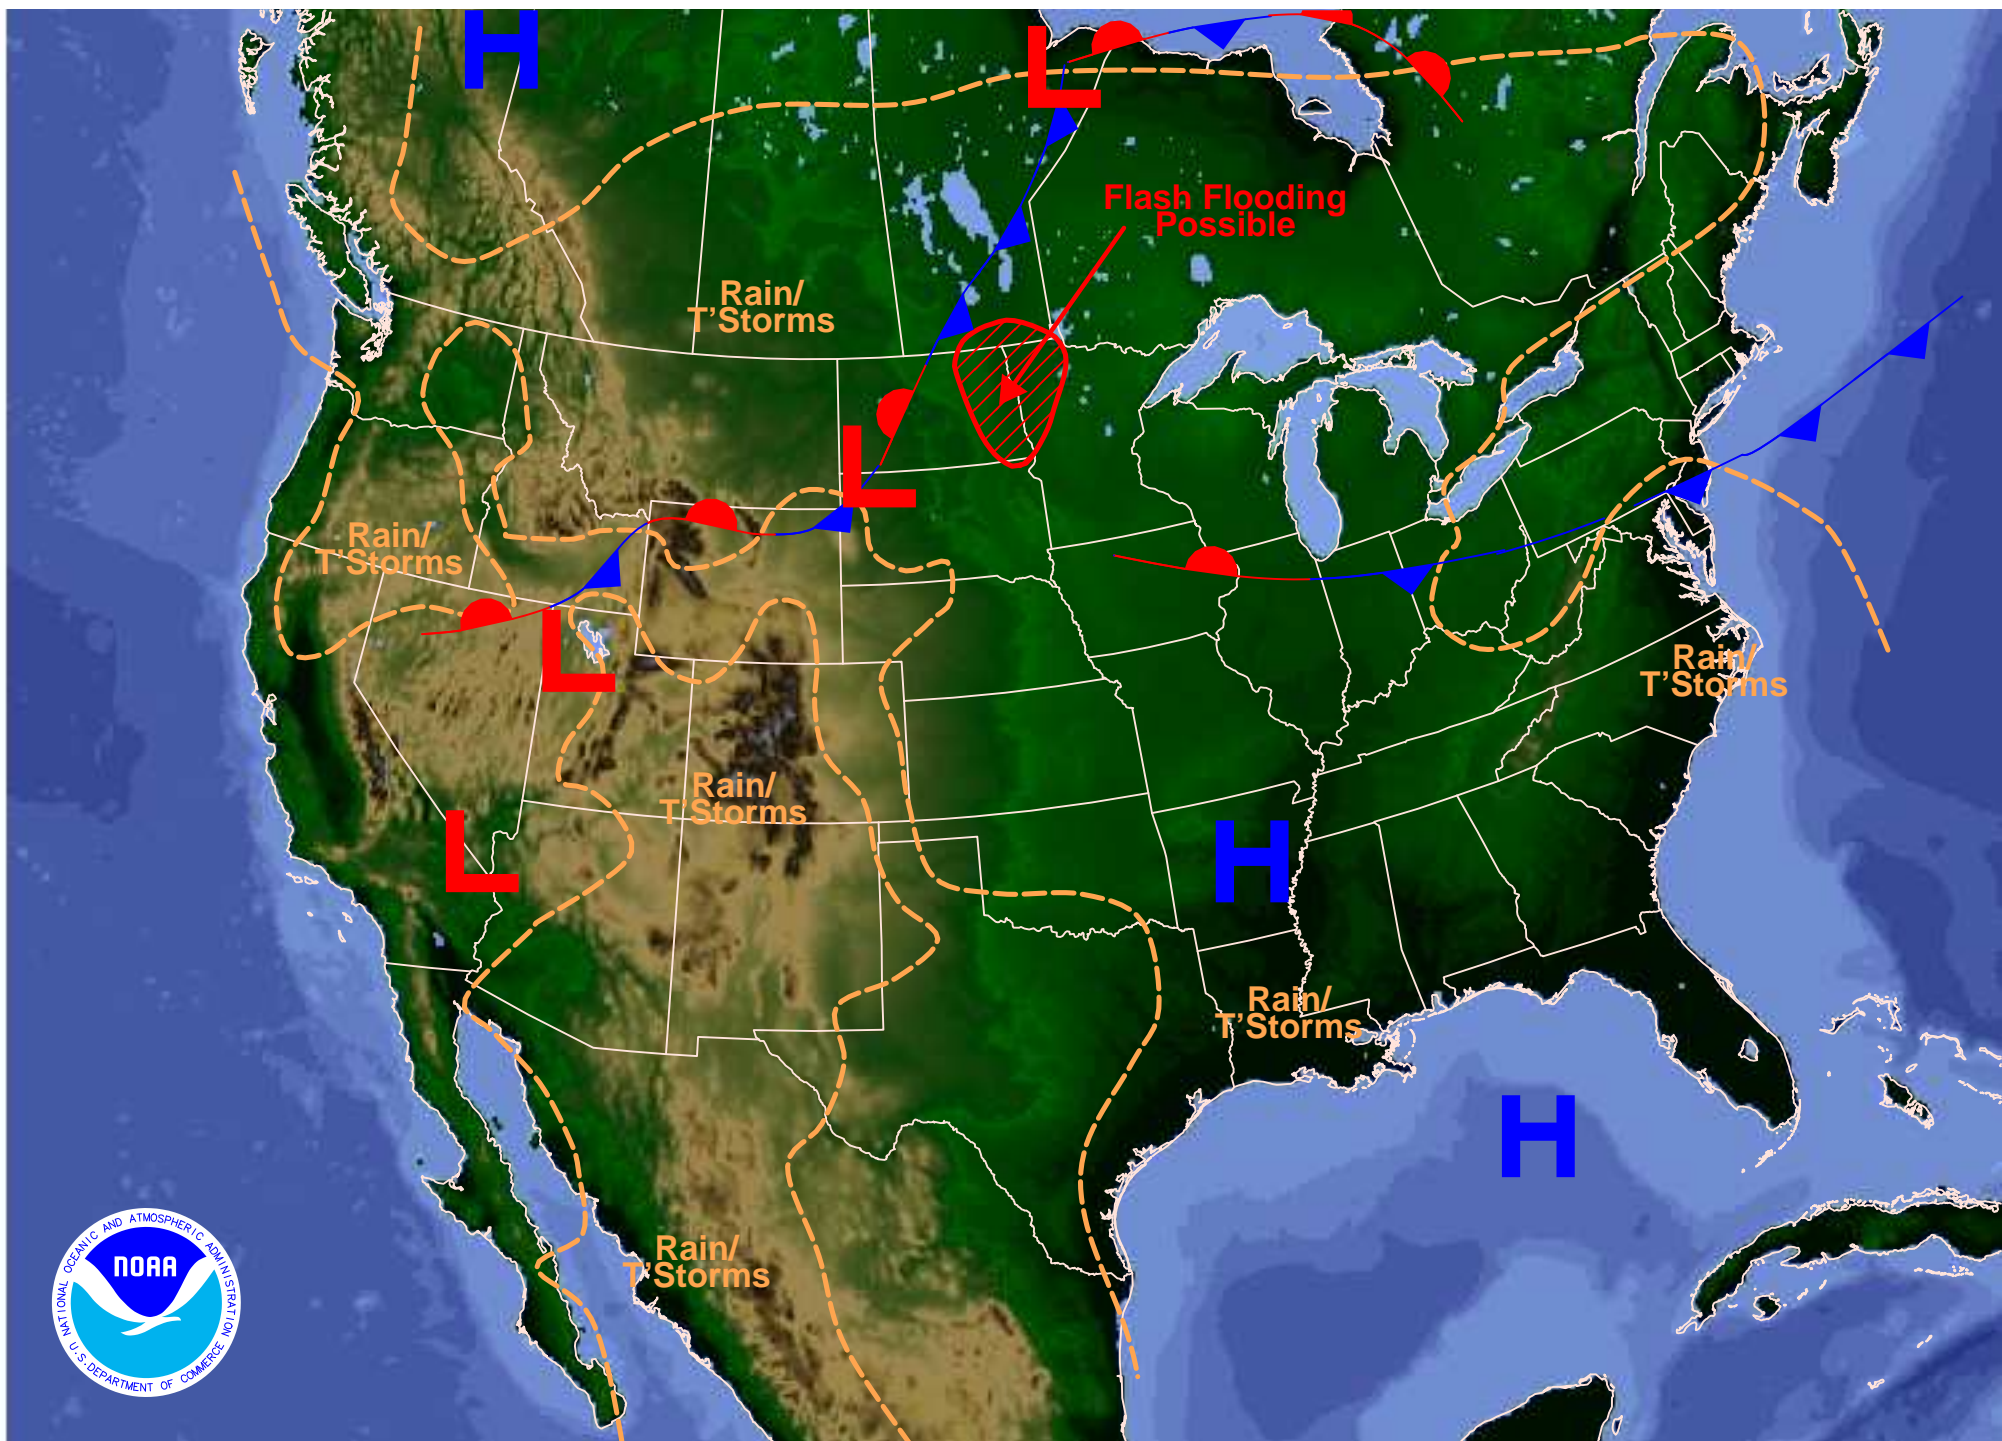 H
L
Flash Flooding
Possible
Rain/
T'Storms
L
Rain/
T'Storms
L
Rain/
T'Storms
Rain/
T'Storms
L
H
Rain/
T'Storms
H
Rain/
T'Storms
NATIONAL OCEANIC AND ATMOSPHERIC ADMINISTRATION
NOAA
U.S. DEPARTMENT OF COMMERCE